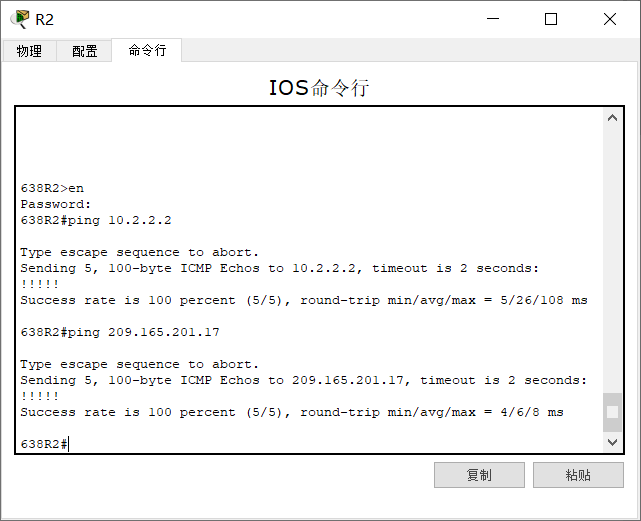 R2
物理 配置 命令行
IOS命令行
638R2>en
Password:
638R2#ping 10.2.2.2
Type escape sequence to abort.
Sending 5, 100-byte ICMP Echos to 10.2.2.2, timeout is 2 seconds:
!!!!!
Success rate is 100 percent (5/5), round-trip min/avg/max = 5/26/108 ms
638R2#ping 209.165.201.17
Type escape sequence to abort.
Sending 5, 100-byte ICMP Echos to 209.165.201.17, timeout is 2 seconds:
!!!!!
Success rate is 100 percent (5/5), round-trip min/avg/max = 4/6/8 ms
638R2#
复制 粘贴